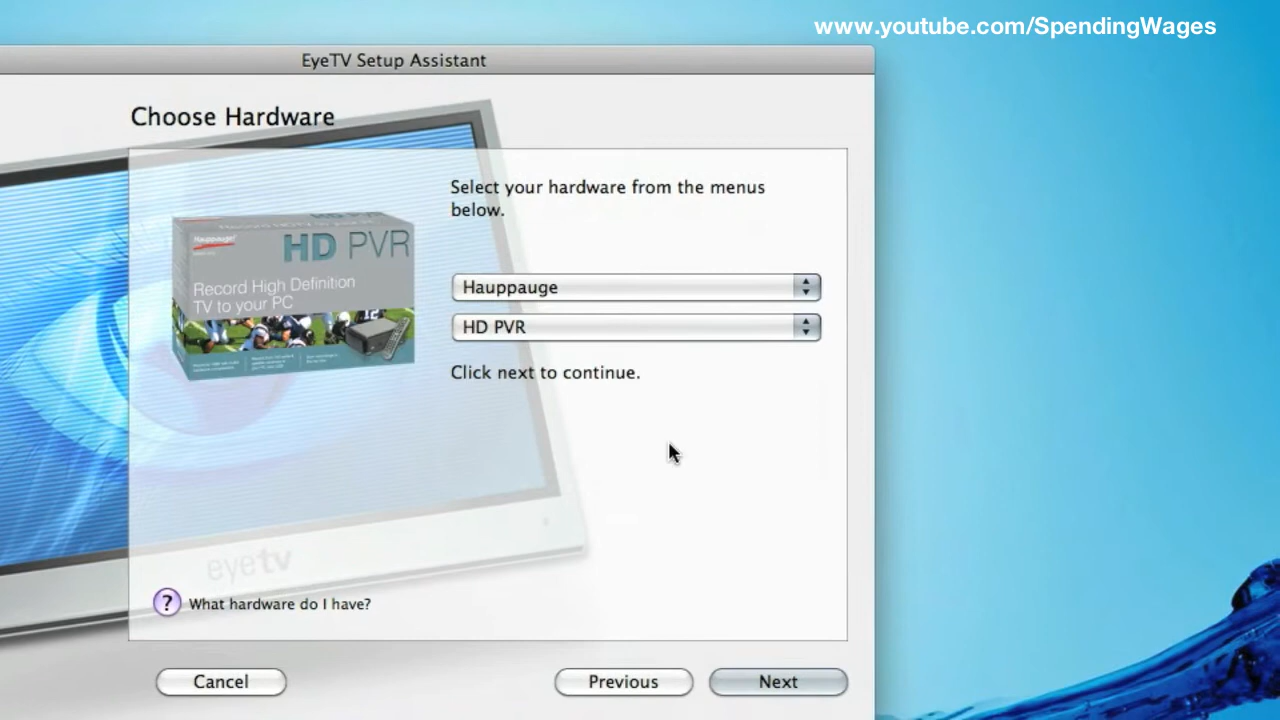 www.youtube.com/SpendingWages
EyeTV Setup Assistant
Choose Hardware
Select your hardware from the menus
below.
Hauppauge
HD PVR
Record High Definition
TV to your PC
Hauppauge
HD PVR
Click next to continue.
eyetv
? What hardware do I have?
Cancel
Previous
Next